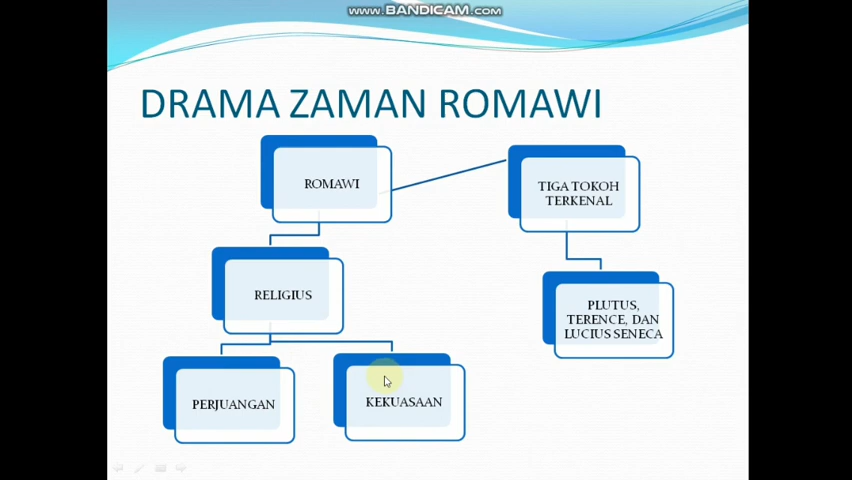 www.BANDICAM.com
DRAMA ZAMAN ROMAWI
ROMAWI
TIGA TOKOH
TERKENAL
RELIGIUS
PLUTUS,
TERENCE, DAN
LUCIUS SENECA
PERJUANGAN
KEKUASAAN